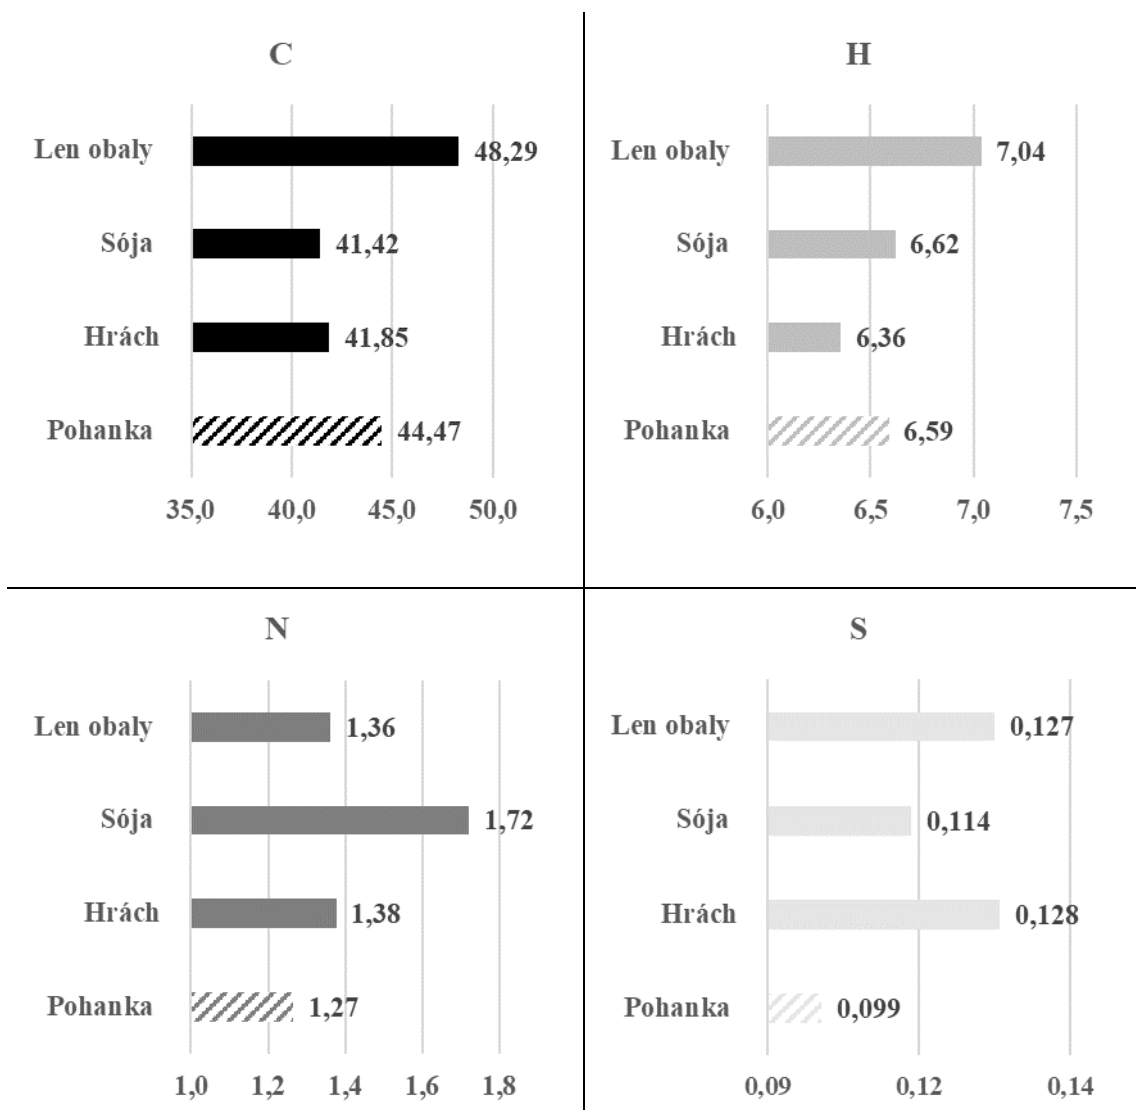 C
Len obaly 48,29
Sója 41,42
Hrách 41,85
Pohanka 44,47
35,0 40,0 45,0 50,0
H
Len obaly 7,04
Sója 6,62
Hrách 6,36
Pohanka 6,59
6,0 6,5 7,0 7,5
N
Len obaly 1,36
Sója 1,72
Hrách 1,38
Pohanka 1,27
1,0 1,2 1,4 1,6 1,8
S
Len obaly 0,127
Sója 0,114
Hrách 0,128
Pohanka 0,099
0,09 0,12 0,14